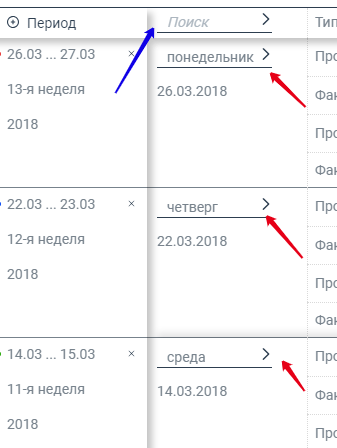 Период
Поиск
Тип
26.03 ... 27.03
×
понедельник
Про
13-я неделя
26.03.2018
Фак
2018
Про
Фак
22.03 ... 23.03
×
четверг
Про
12-я неделя
22.03.2018
Фак
2018
Про
Фак
14.03 ... 15.03
×
среда
Про
11-я неделя
14.03.2018
Фак
2018
Про